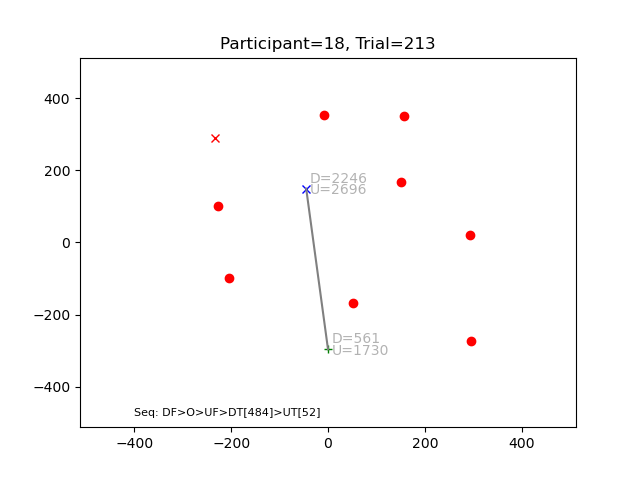 Participant=18, Trial=213
400
200
0
−200
−400
D=2246
U=2696
D=561
U=1730
Seq: DF>O>UF>DT[484]>UT[52]
−400
−200
0
200
400